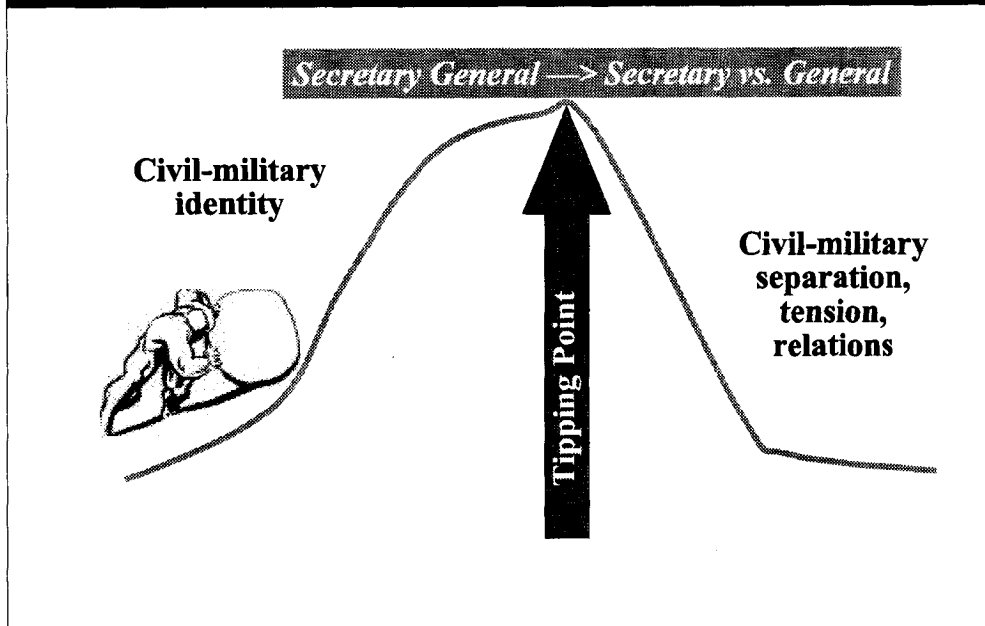 Secretary General —> Secretary vs. General
Civil-military
identity
Civil-military
separation,
tension,
relations
Tipping Point